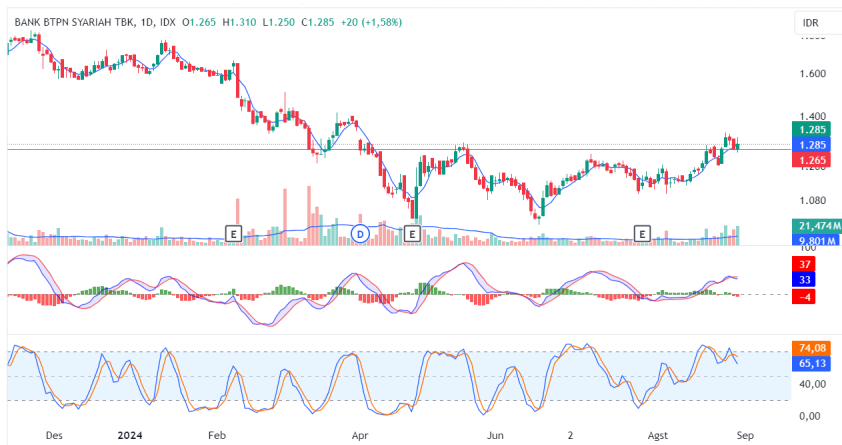 BANK BTPN SYARIAH TBK, 1D, IDX O1.265 H1.310 L1.250 C1.285 +20 (+1,58%)
IDR
1.600
1.400
1.285
1.285
1.265
1.080
21,474M
9,801M
E
D
E
E
100
37
33
−4
74,08
65,13
40,00
0,00
Des 2024 Feb Apr Jun 2 Agst Sep